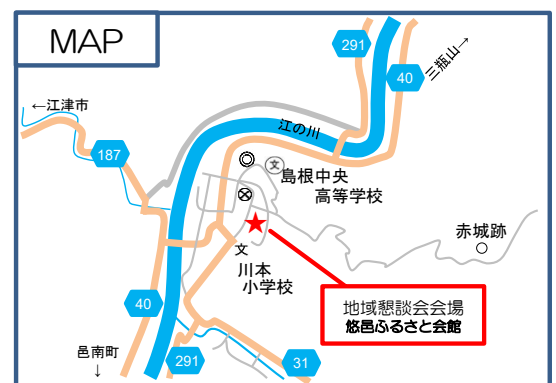 MAP
291
40
三瓶山→
←江津市
187
江の川
文
島根中央
高等学校
赤城跡
文
川本
小学校
地域懇談会会場
悠邑ふるさと会館
40
邑南町
↓
291
31